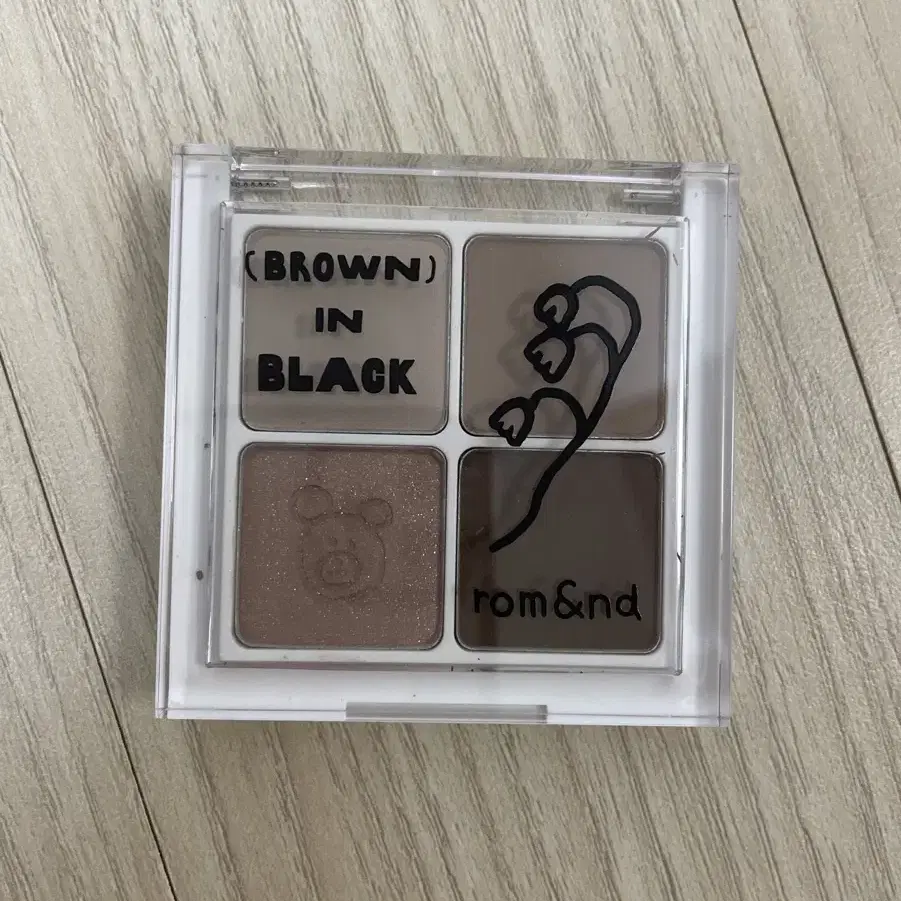 (BROWN)
IN
BLACK
rom&nd